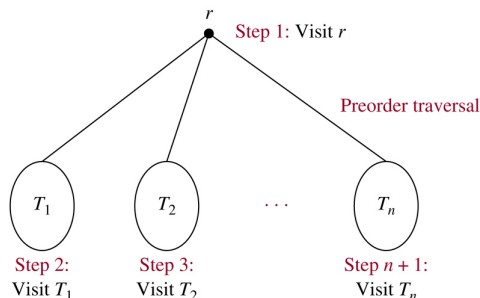 r
Step 1: Visit r
Preorder traversal
T₁
T₂
. . .
Tₙ
Step 2:
Visit T₁
Step 3:
Visit T₂
Step n + 1:
Visit Tₙ